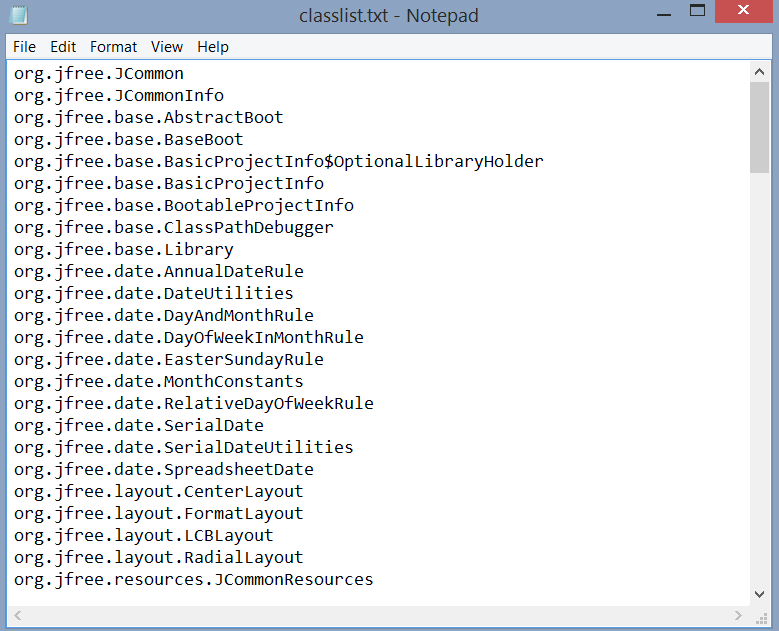 classlist.txt - Notepad
File Edit Format View Help
org.jfree.JCommon
org.jfree.JCommonInfo
org.jfree.base.AbstractBoot
org.jfree.base.BaseBoot
org.jfree.base.BasicProjectInfo$OptionalLibraryHolder
org.jfree.base.BasicProjectInfo
org.jfree.base.BootableProjectInfo
org.jfree.base.ClassPathDebugger
org.jfree.base.Library
org.jfree.date.AnnualDateRule
org.jfree.date.DateUtilities
org.jfree.date.DayAndMonthRule
org.jfree.date.DayOfWeekInMonthRule
org.jfree.date.EasterSundayRule
org.jfree.date.MonthConstants
org.jfree.date.RelativeDayOfWeekRule
org.jfree.date.SerialDate
org.jfree.date.SerialDateUtilities
org.jfree.date.SpreadsheetDate
org.jfree.layout.CenterLayout
org.jfree.layout.FormatLayout
org.jfree.layout.LCBLayout
org.jfree.layout.RadialLayout
org.jfree.resources.JCommonResources